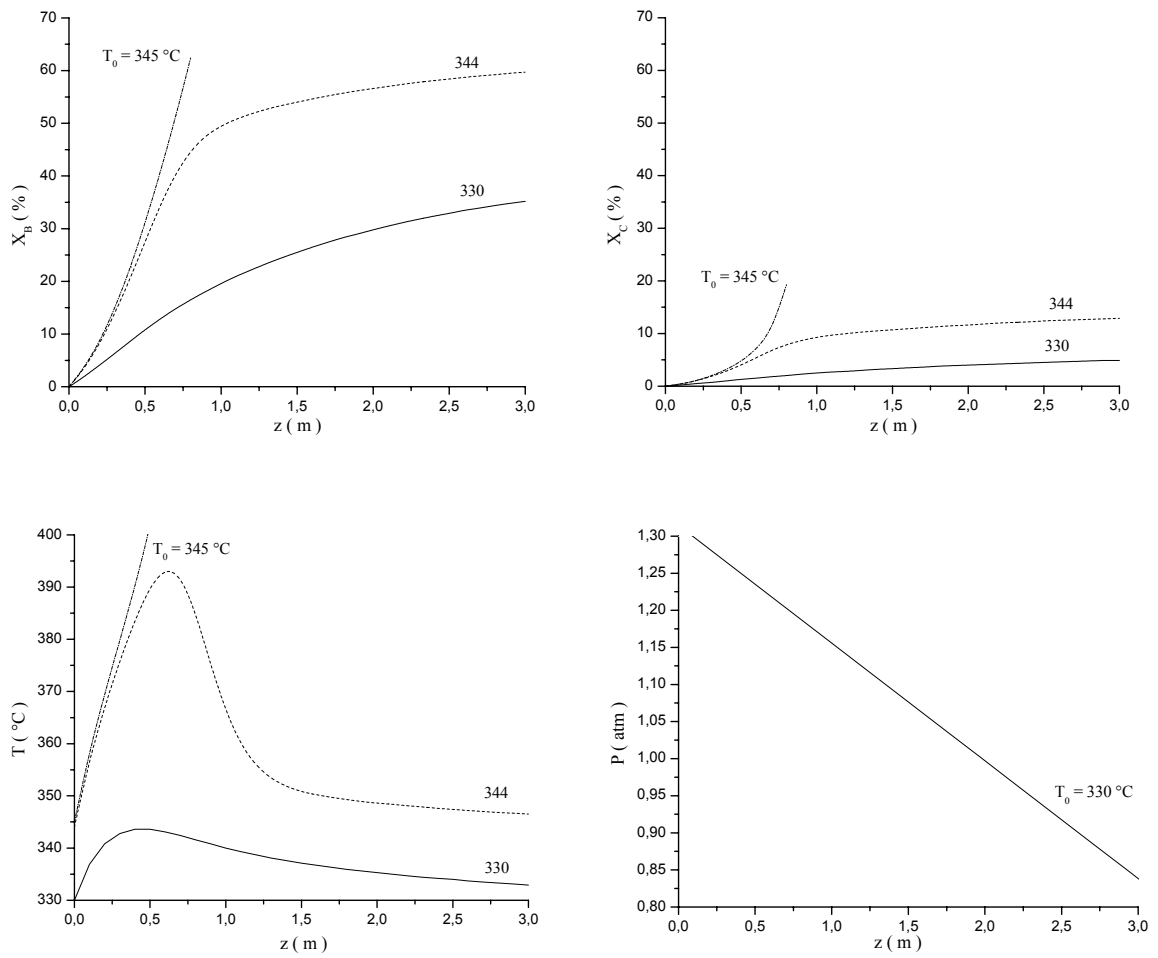 70
60
50
40
30
20
10
0
X_B ( % )
T_0 = 345 °C
344
330
0,0 0,5 1,0 1,5 2,0 2,5 3,0
z ( m )
70
60
50
40
30
20
10
0
X_C ( % )
T_0 = 345 °C
344
330
0,0 0,5 1,0 1,5 2,0 2,5 3,0
z ( m )
400
390
380
370
360
350
340
330
T ( °C )
T_0 = 345 °C
344
330
0,0 0,5 1,0 1,5 2,0 2,5 3,0
z ( m )
1,30
1,25
1,20
1,15
1,10
1,05
1,00
0,95
0,90
0,85
0,80
P ( atm )
T_0 = 330 °C
0,0 0,5 1,0 1,5 2,0 2,5 3,0
z ( m )